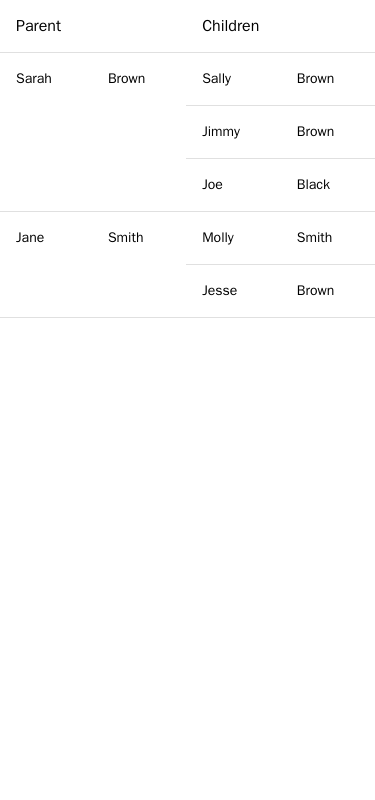 Parent Children
Sarah Brown Sally Brown
Jimmy Brown
Joe Black
Jane Smith Molly Smith
Jesse Brown